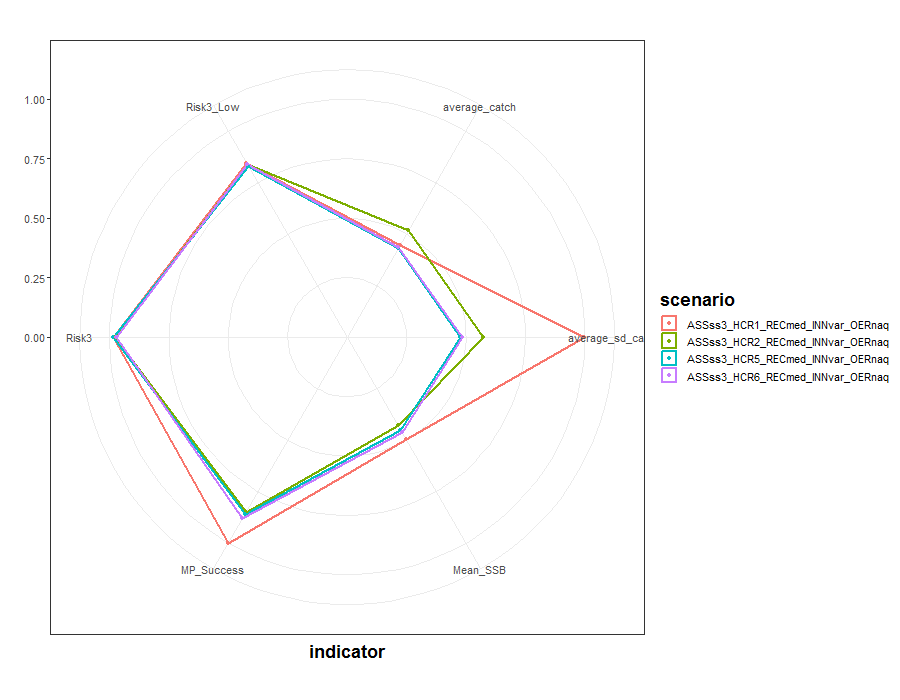 1.00
0.75
0.50
0.25
0.00
Risk3_Low
average_catch
Risk3
average_sd_ca
MP_Success
Mean_SSB
indicator
scenario
ASSss3_HCR1_RECmed_INNvar_OERnaq
ASSss3_HCR2_RECmed_INNvar_OERnaq
ASSss3_HCR5_RECmed_INNvar_OERnaq
ASSss3_HCR6_RECmed_INNvar_OERnaq